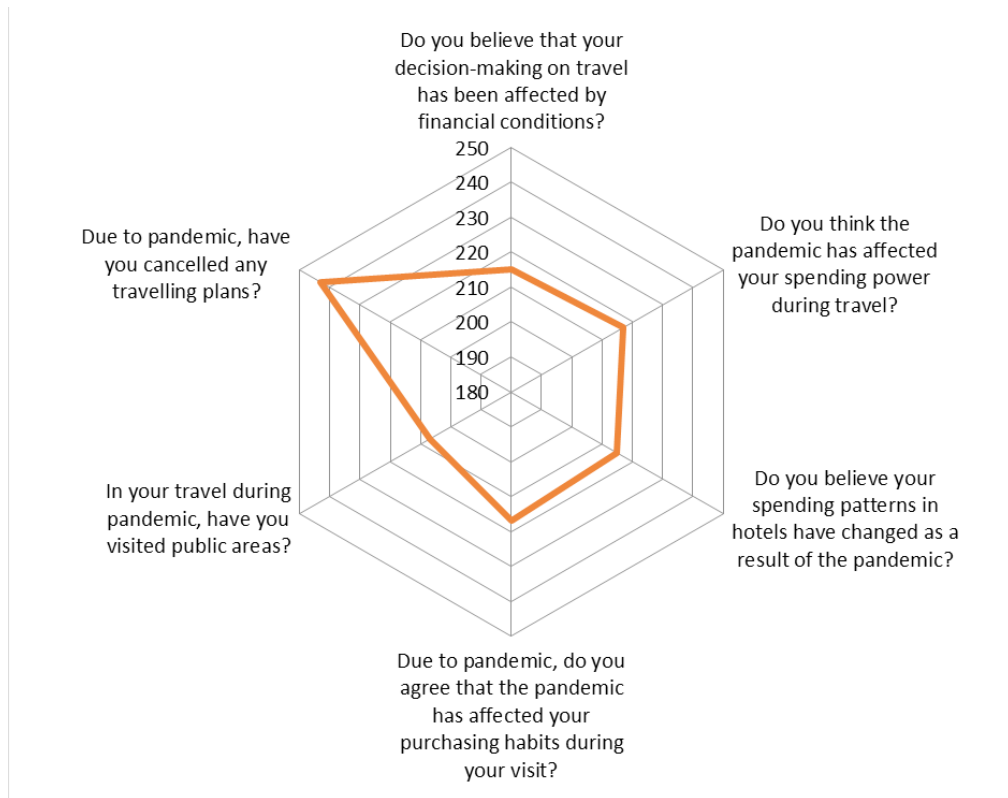 Do you believe that your
decision-making on travel
has been affected by
financial conditions?
250
240
230
220
210
200
190
180
Do you think the
pandemic has affected
your spending power
during travel?
Do you believe your
spending patterns in
hotels have changed as a
result of the pandemic?
Due to pandemic, do you
agree that the pandemic
has affected your
purchasing habits during
your visit?
In your travel during
pandemic, have you
visited public areas?
Due to pandemic, have
you cancelled any
travelling plans?